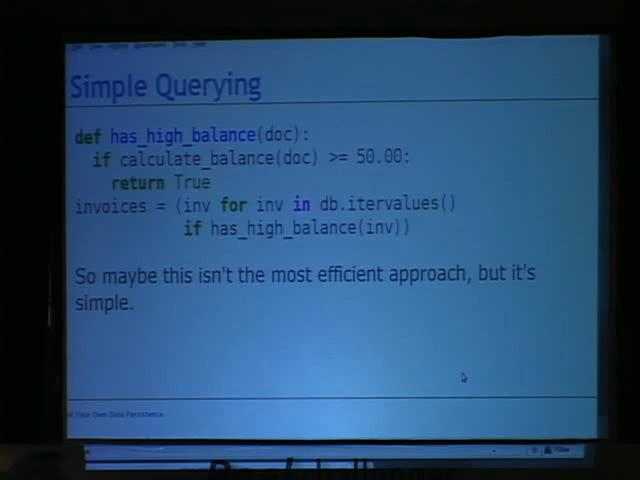 Simple Querying
def has_high_balance(doc):
if calculate_balance(doc) >= 50.00:
return True
invoices = (inv for inv in db.itervalues()
if has_high_balance(inv))
So maybe this isn't the most efficient approach, but it's
simple.
Your Own Data Persistence